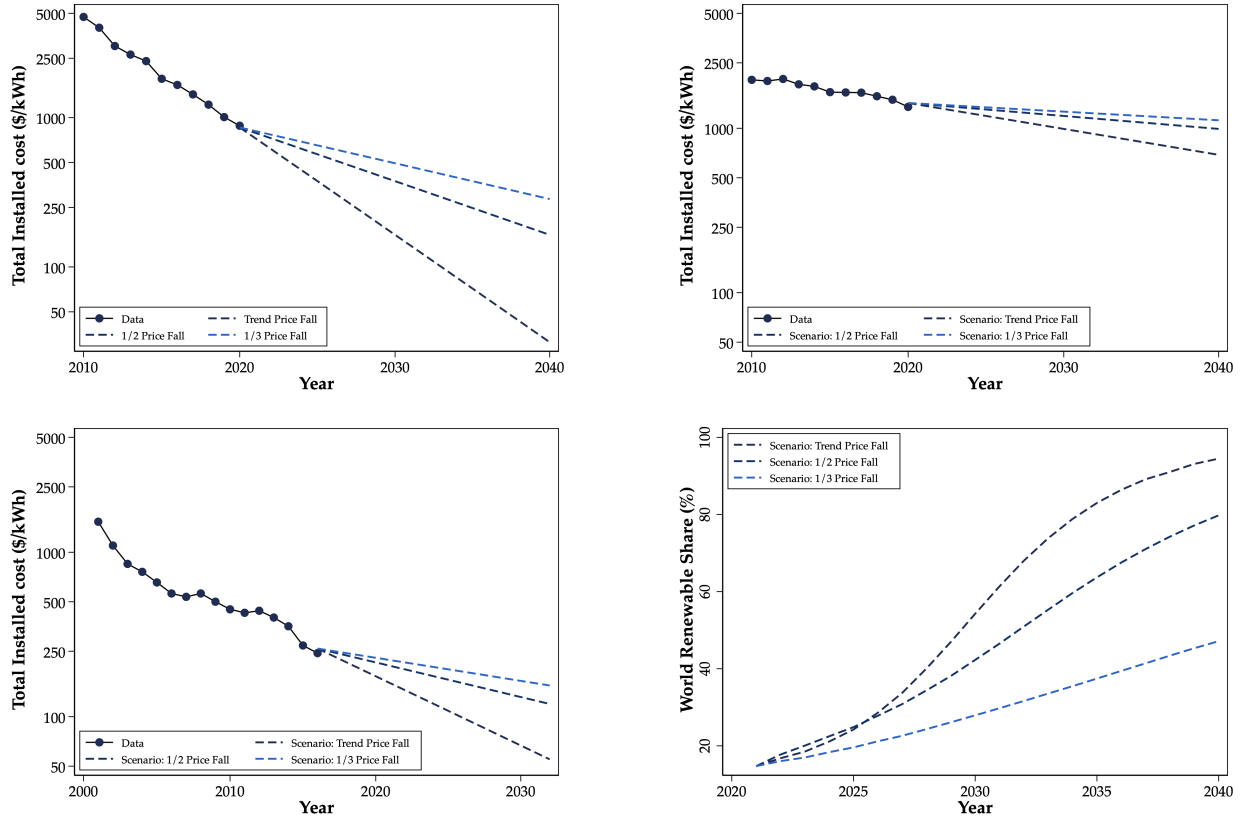 5000
2500
1000
500
250
100
50
Total Installed cost ($/kWh)
Data
Trend Price Fall
1/2 Price Fall
1/3 Price Fall
2010
2020
2030
2040
Year
5000
2500
1000
500
250
100
50
Total Installed cost ($/kWh)
Data
Scenario: Trend Price Fall
Scenario: 1/2 Price Fall
Scenario: 1/3 Price Fall
2010
2020
2030
2040
Year
5000
2500
1000
500
250
100
50
Total Installed cost ($/kWh)
Data
Scenario: Trend Price Fall
Scenario: 1/2 Price Fall
Scenario: 1/3 Price Fall
2000
2010
2020
2030
Year
100
80
60
40
20
World Renewable Share (%)
Scenario: Trend Price Fall
Scenario: 1/2 Price Fall
Scenario: 1/3 Price Fall
2020
2025
2030
2035
2040
Year